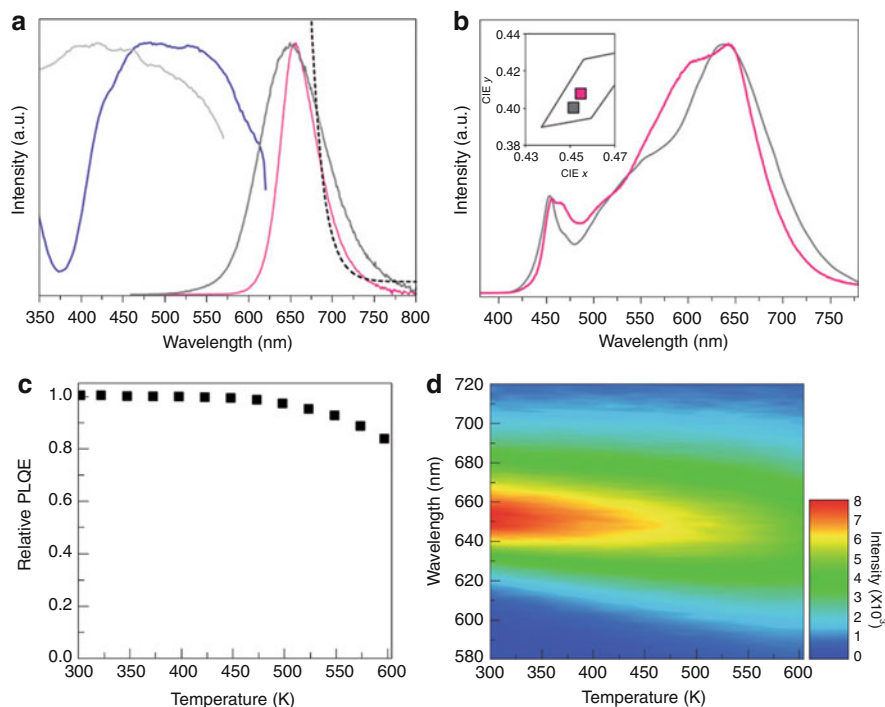 a
Intensity (a.u.)
350 400 450 500 550 600 650 700 750 800
Wavelength (nm)
b
Intensity (a.u.)
0.44
0.42
0.40
0.38
CIE y
0.43 0.45 0.47
CIE x
400 450 500 550 600 650 700 750
Wavelength (nm)
c
Relative PLQE
1.0
0.8
0.6
0.4
0.2
0.0
300 350 400 450 500 550 600
Temperature (K)
d
Wavelength (nm)
720
700
680
660
640
620
600
580
300 350 400 450 500 550 600
Temperature (K)
8
7
6
5
4
3
2
1
0
Intensity (X10⁻³)